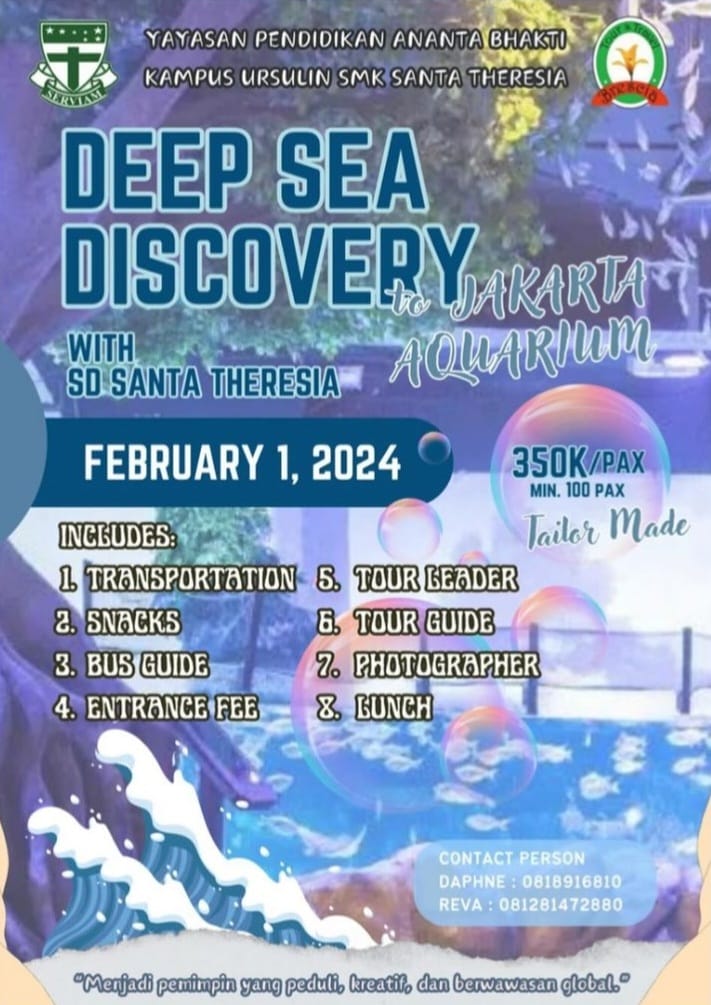 YAYASAN PENDIDIKAN ANANTA BHAKTI
KAMPUS URSULIN SMK SANTA THERESIA
SERVIAM
Tour & Travel
Brescia
DEEP SEA
DISCOVERY
to JAKARTA
AQUARIUM
WITH
SD SANTA THERESIA
FEBRUARY 1, 2024
350K/PAX
MIN. 100 PAX
Tailor Made
INCLUDES:
1. TRANSPORTATION
2. SNACKS
3. BUS GUIDE
4. ENTRANCE FEE
5. TOUR LEADER
6. TOUR GUIDE
7. PHOTOGRAPHER
8. LUNCH
CONTACT PERSON
DAPHNE : 0818916810
REVA : 081281472880
"Menjadi pemimpin yang peduli, kreatif, dan berwawasan global."